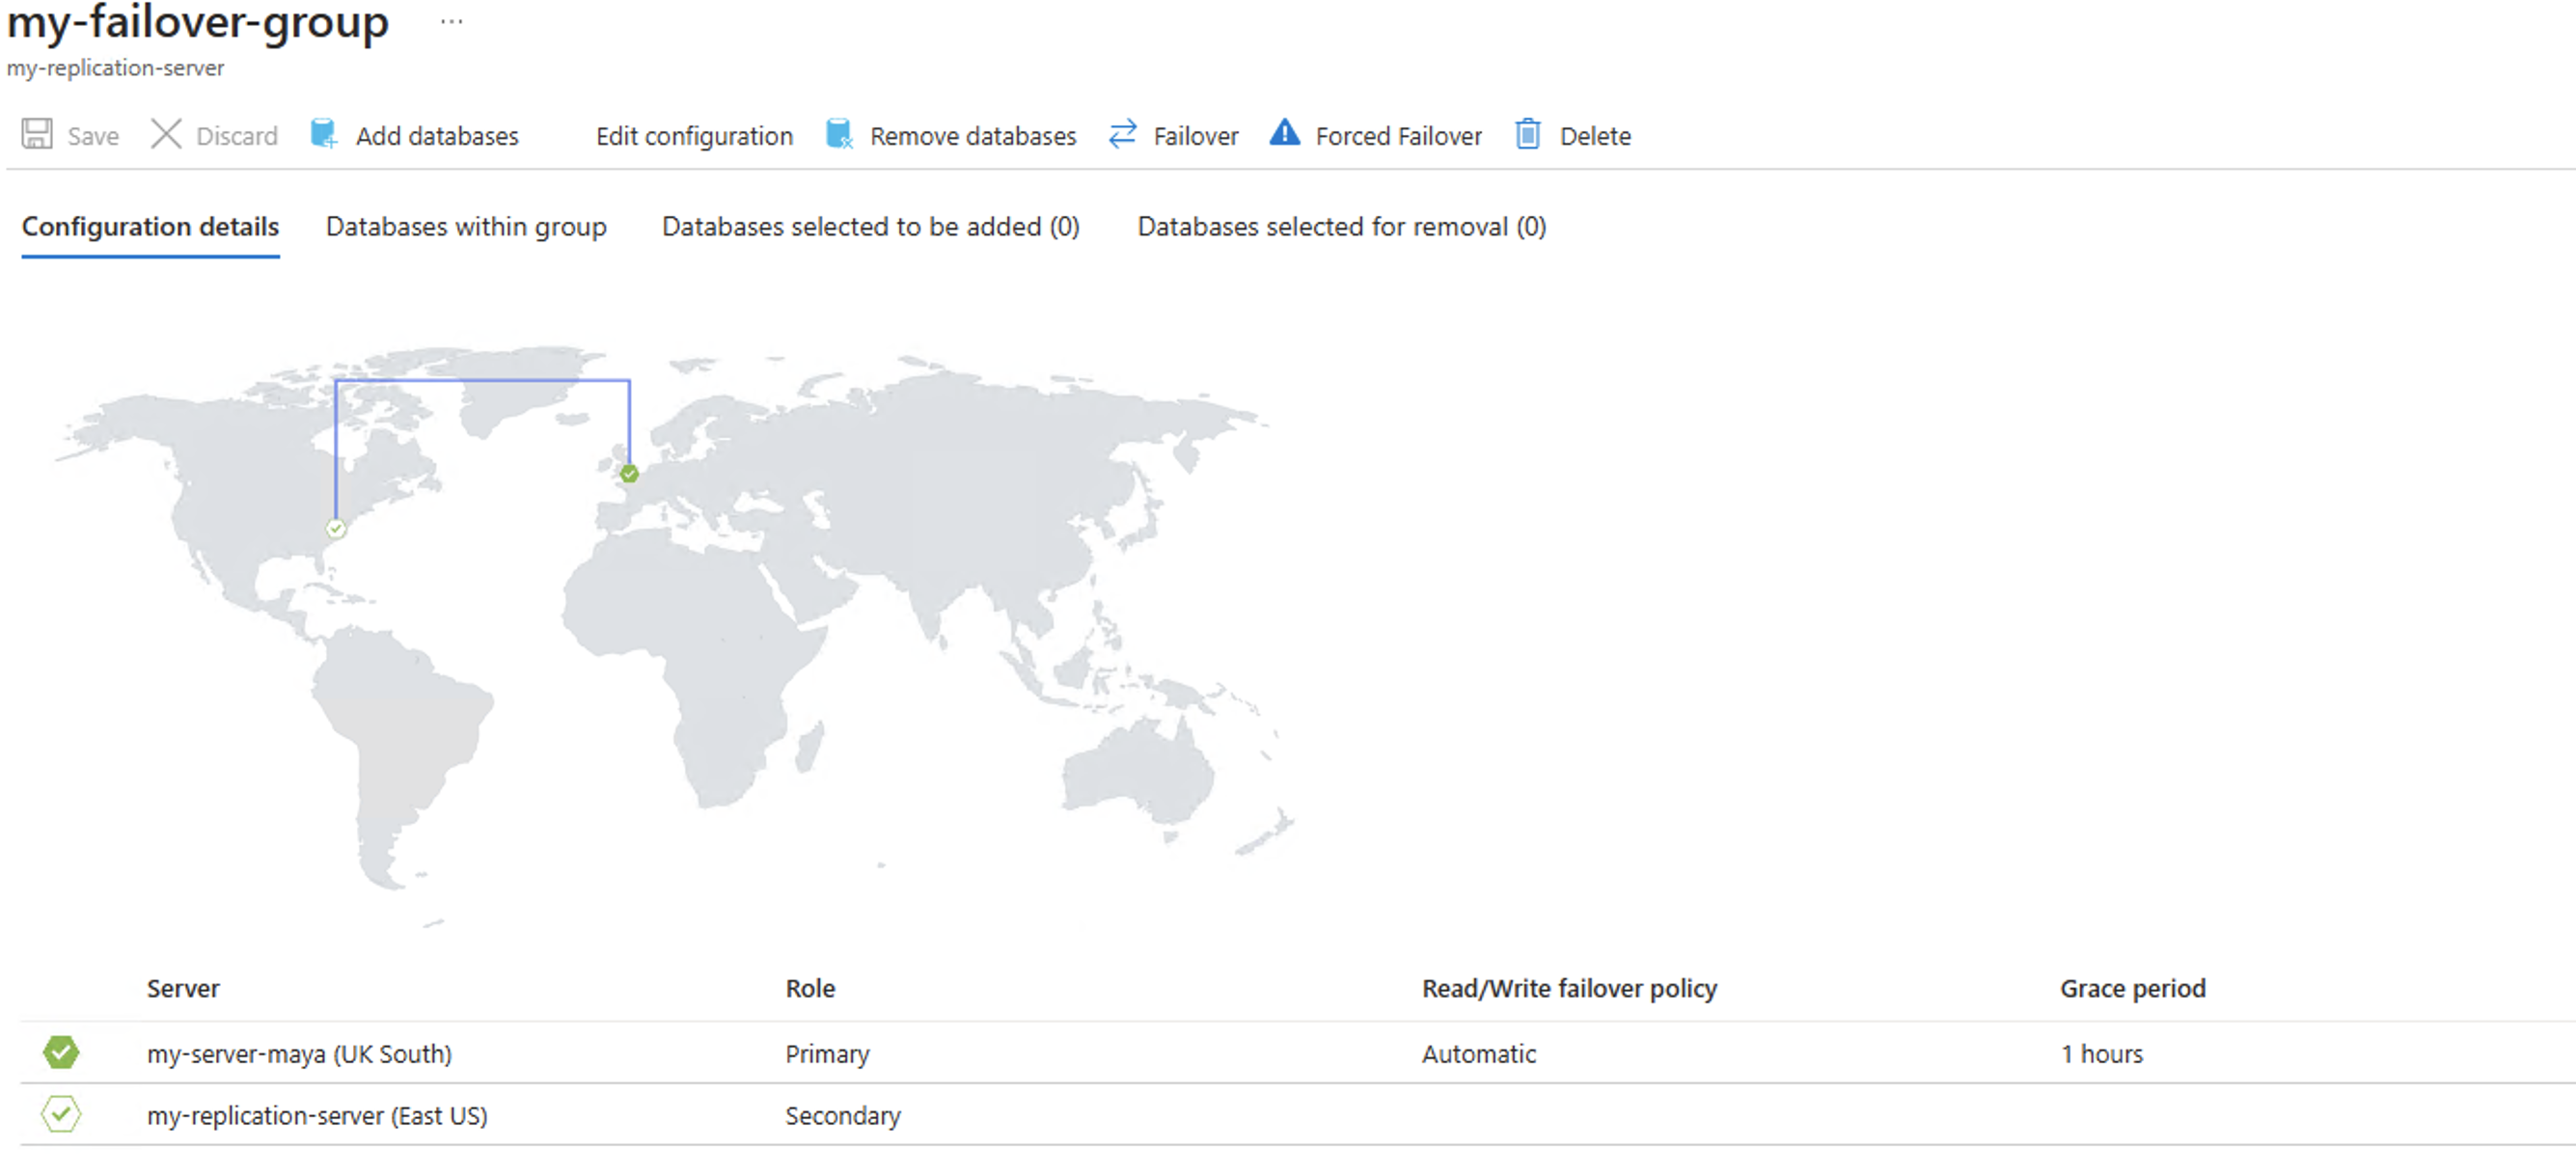 my-failover-group ...
my-replication-server
Save Discard Add databases Edit configuration Remove databases Failover Forced Failover Delete
Configuration details Databases within group Databases selected to be added (0) Databases selected for removal (0)
Server Role Read/Write failover policy Grace period
my-server-maya (UK South) Primary Automatic 1 hours
my-replication-server (East US) Secondary